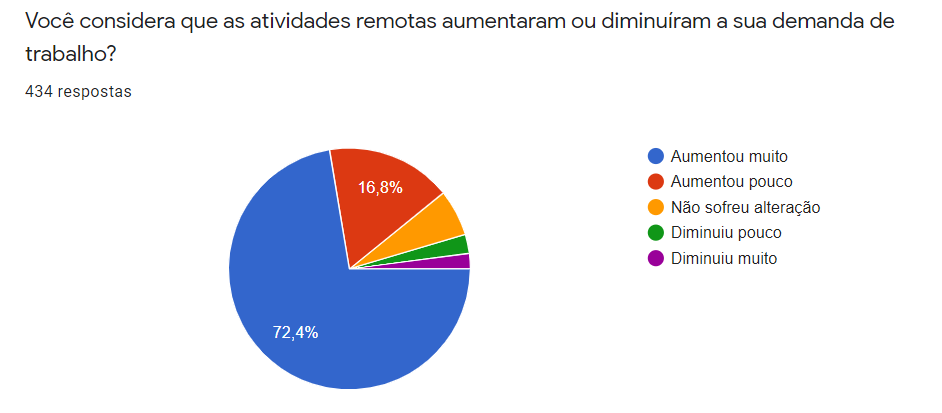 Você considera que as atividades remotas aumentaram ou diminuíram a sua demanda de
trabalho?
434 respostas
16,8%
72,4%
Aumentou muito
Aumentou pouco
Não sofreu alteração
Diminuiu pouco
Diminuiu muito